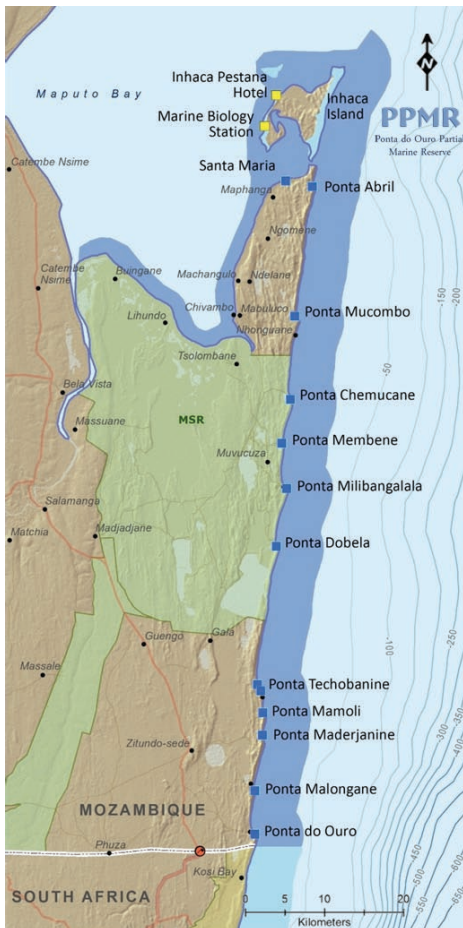 Inhaca Pestana
Hotel
Maputo Bay
Inhaca
Island
PPMR
Ponta do Ouro Partial
Marine Reserve
N
Marine Biology
Station
Catembe Nsime
Santa Maria
Ponta Abril
Maphanga
Ngomene
Catembe
Nsime
Buingane
Machangulo
Ndelane
-150
-200
Chivambo
Mabuluco
Lihundo
Ponta Mucombo
Nhonguane
-50
Tsolombane
Bela Vista
Ponta Chemucane
Massuane
MSR
Ponta Membene
Muvucuza
Ponta Milibangalala
Salamanga
Matchia
Madjadjane
Ponta Dobela
Guengo
Gala
-100
Massale
Ponta Techobanine
Ponta Mamoli
-300
-350
-400
Ponta Maderjanine
Zitundo-sede
Ponta Malongane
MOZAMBIQUE
Ponta do Ouro
Phuza
-450
-500
-600
Kosi Bay
SOUTH AFRICA
-550
-650
0 5 10 20
Kilometers